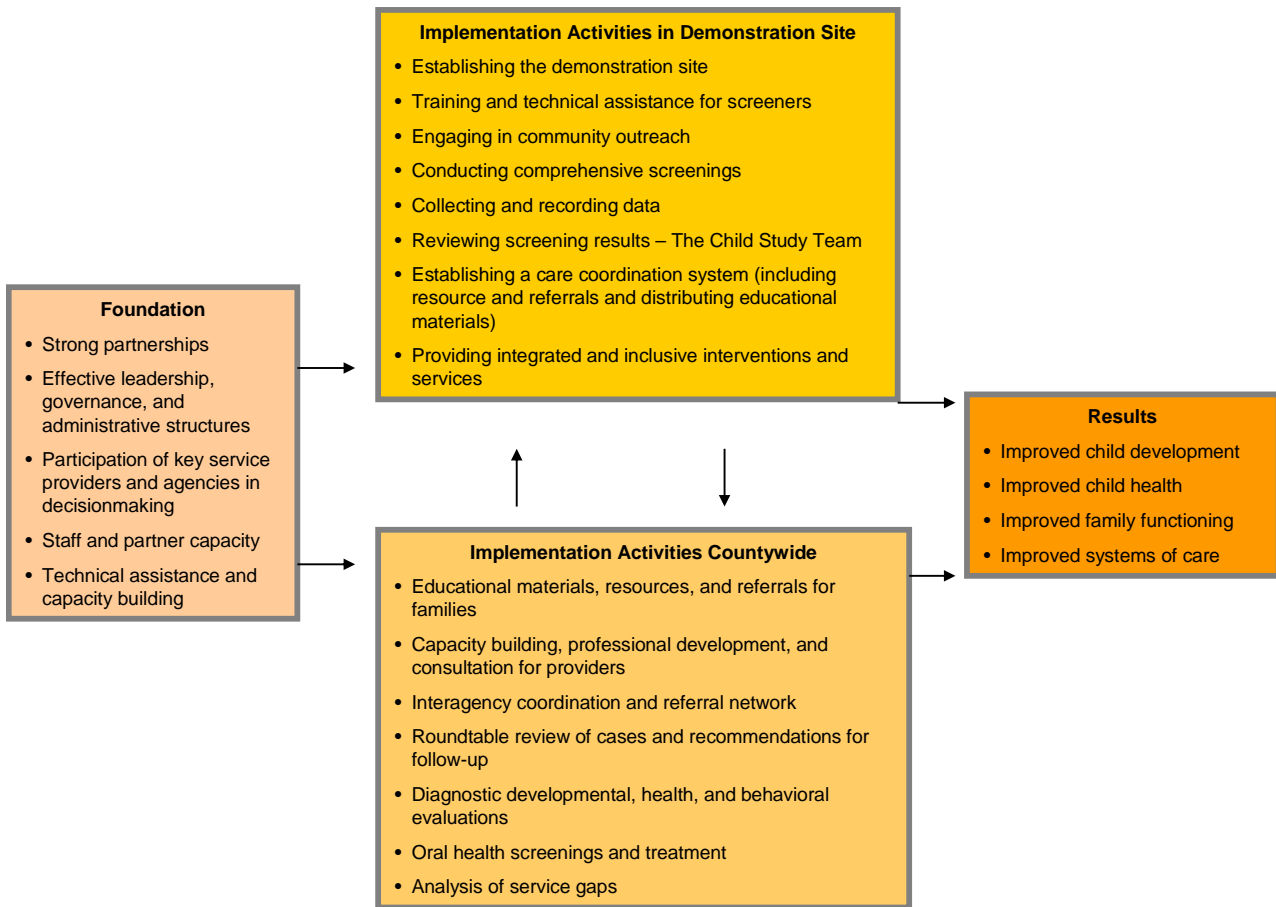 Implementation Activities in Demonstration Site
• Establishing the demonstration site
• Training and technical assistance for screeners
• Engaging in community outreach
• Conducting comprehensive screenings
• Collecting and recording data
• Reviewing screening results – The Child Study Team
• Establishing a care coordination system (including
resource and referrals and distributing educational
materials)
• Providing integrated and inclusive interventions and
services
Foundation
• Strong partnerships
• Effective leadership,
governance, and
administrative structures
• Participation of key service
providers and agencies in
decisionmaking
• Staff and partner capacity
• Technical assistance and
capacity building
Implementation Activities Countywide
• Educational materials, resources, and referrals for
families
• Capacity building, professional development, and
consultation for providers
• Interagency coordination and referral network
• Roundtable review of cases and recommendations for
follow-up
• Diagnostic developmental, health, and behavioral
evaluations
• Oral health screenings and treatment
• Analysis of service gaps
Results
• Improved child development
• Improved child health
• Improved family functioning
• Improved systems of care